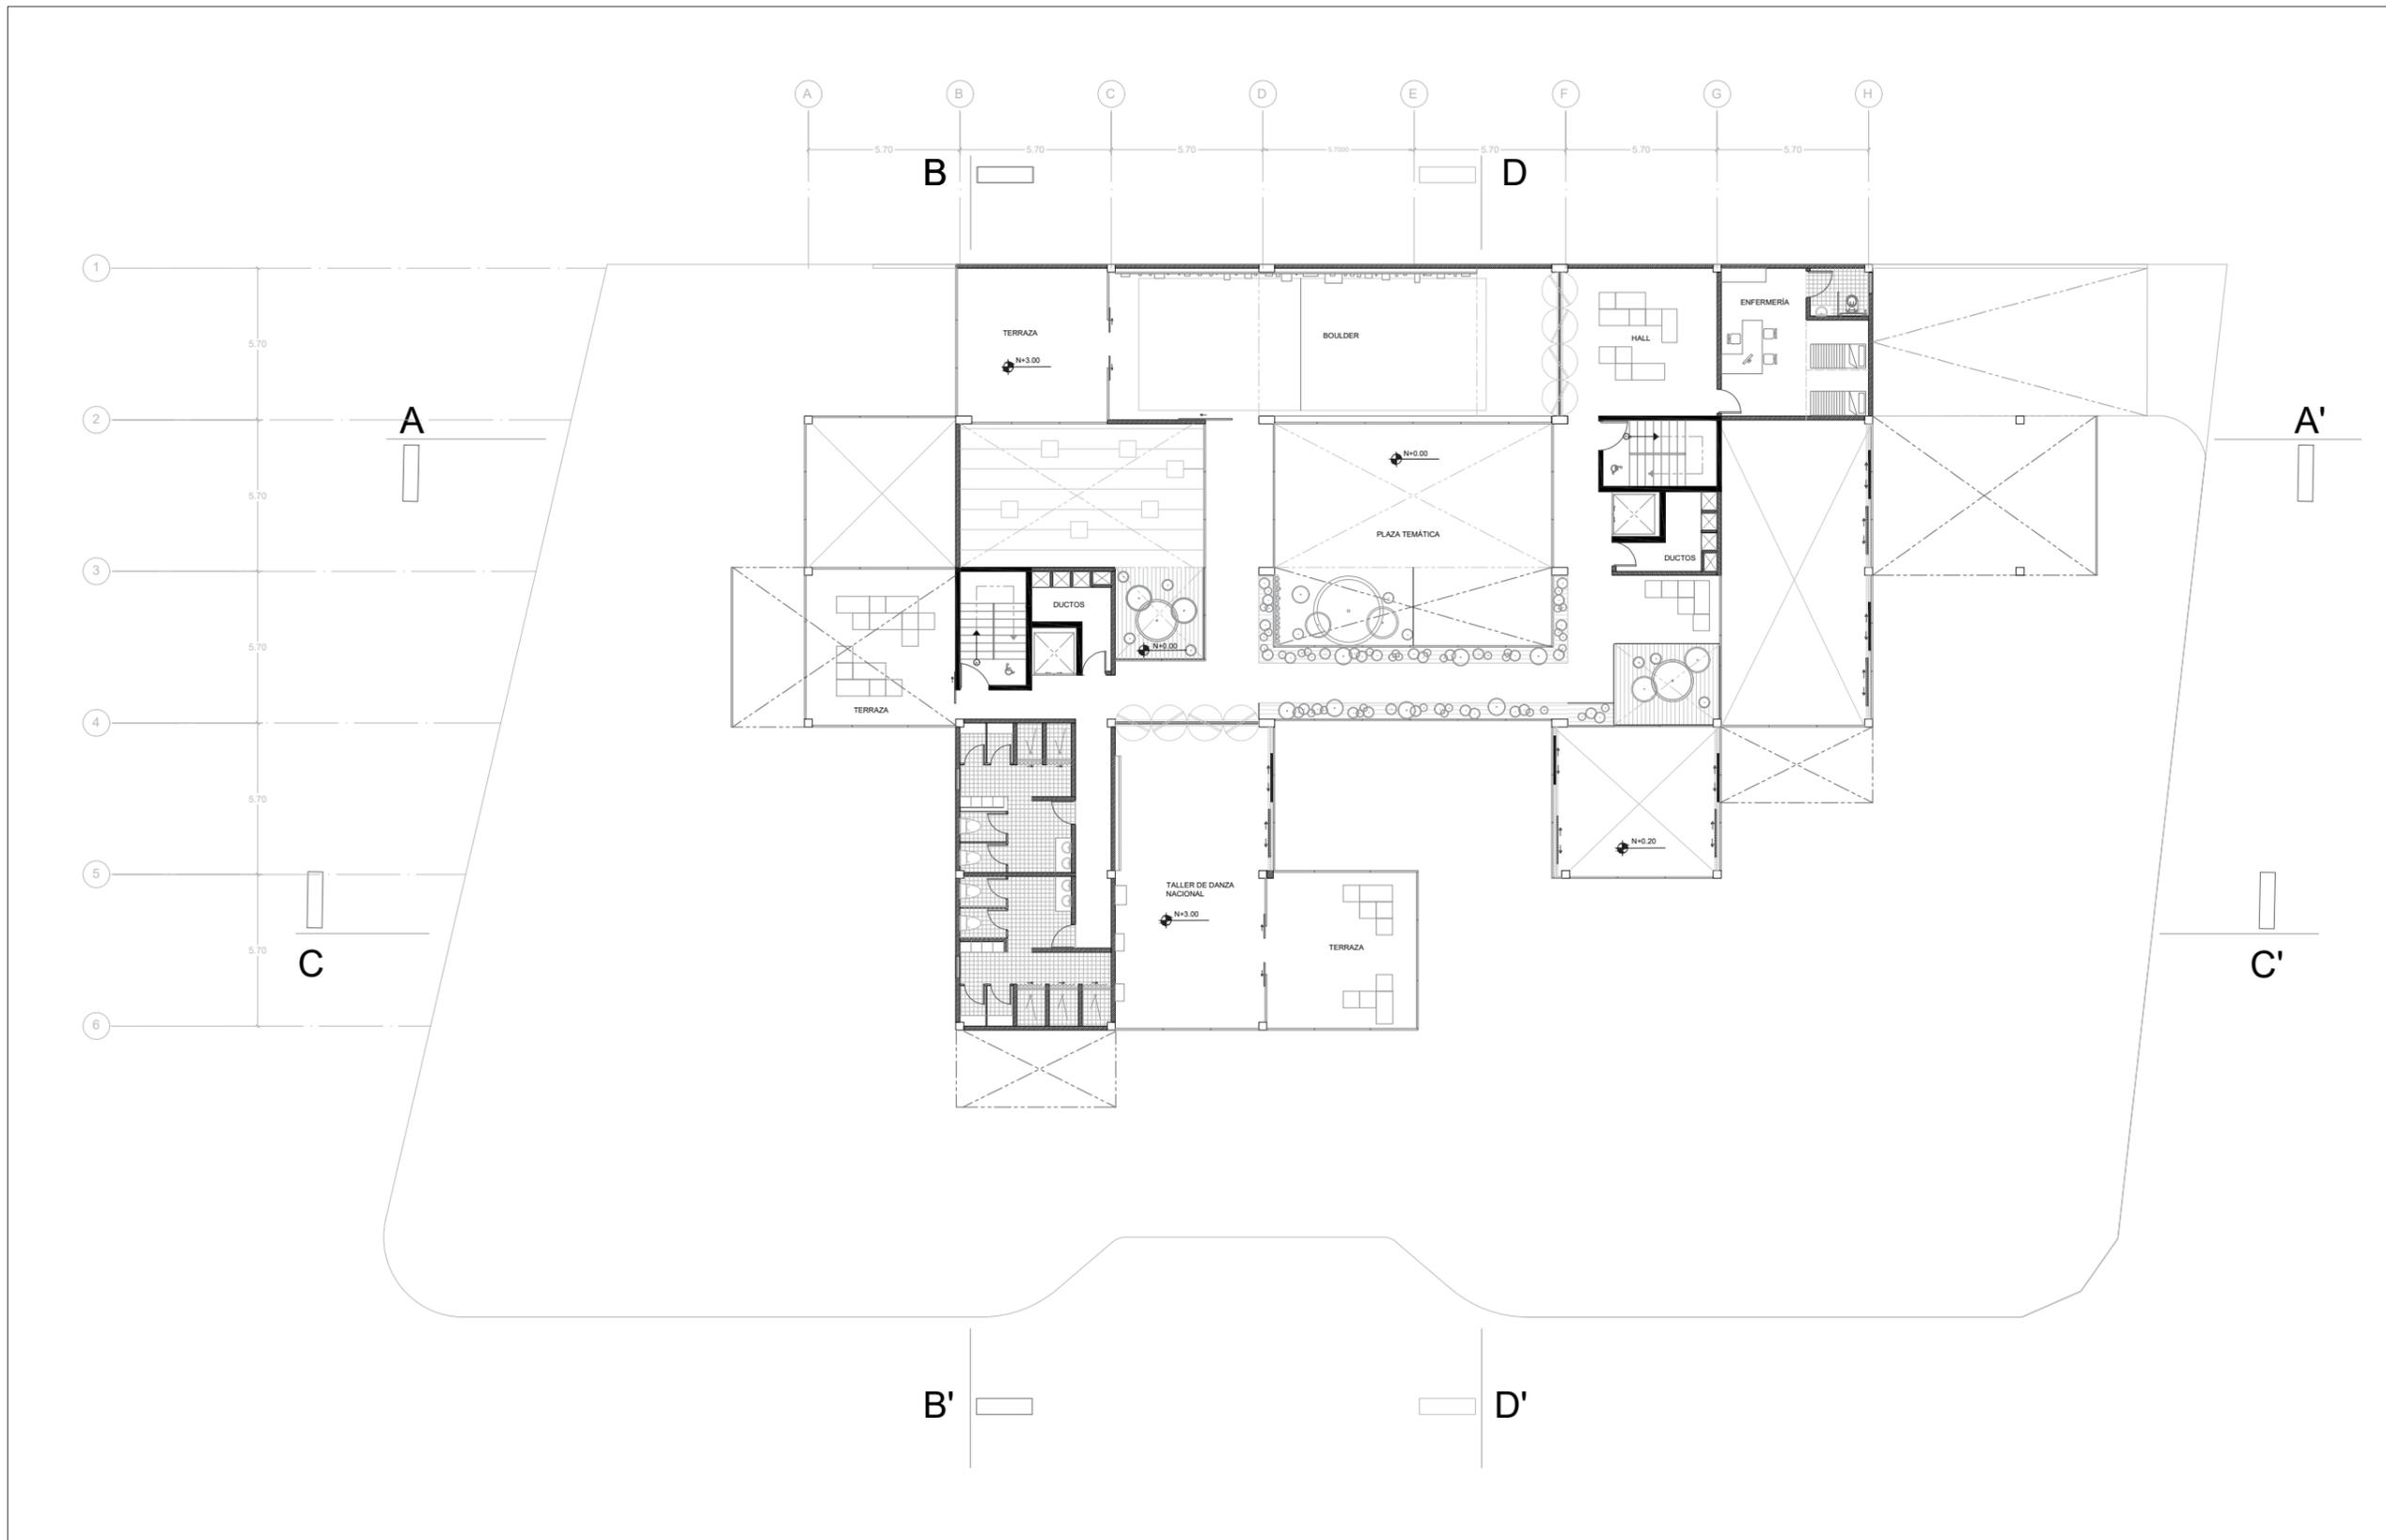 A B C D E F G H
5.70 5.70 5.70 5.7000 5.70 5.70 5.70
B D
1
5.70
2
5.70
3
5.70
4
5.70
5
5.70
6
A A'
C C'
TERRAZA
N+3.00
BOULDER
HALL
ENFERMERÍA
N+0.00
PLAZA TEMÁTICA
DUCTOS
DUCTOS
N+0.00
TERRAZA
N+0.20
TALLER DE DANZA
NACIONAL
N+3.00
TERRAZA
B' D'